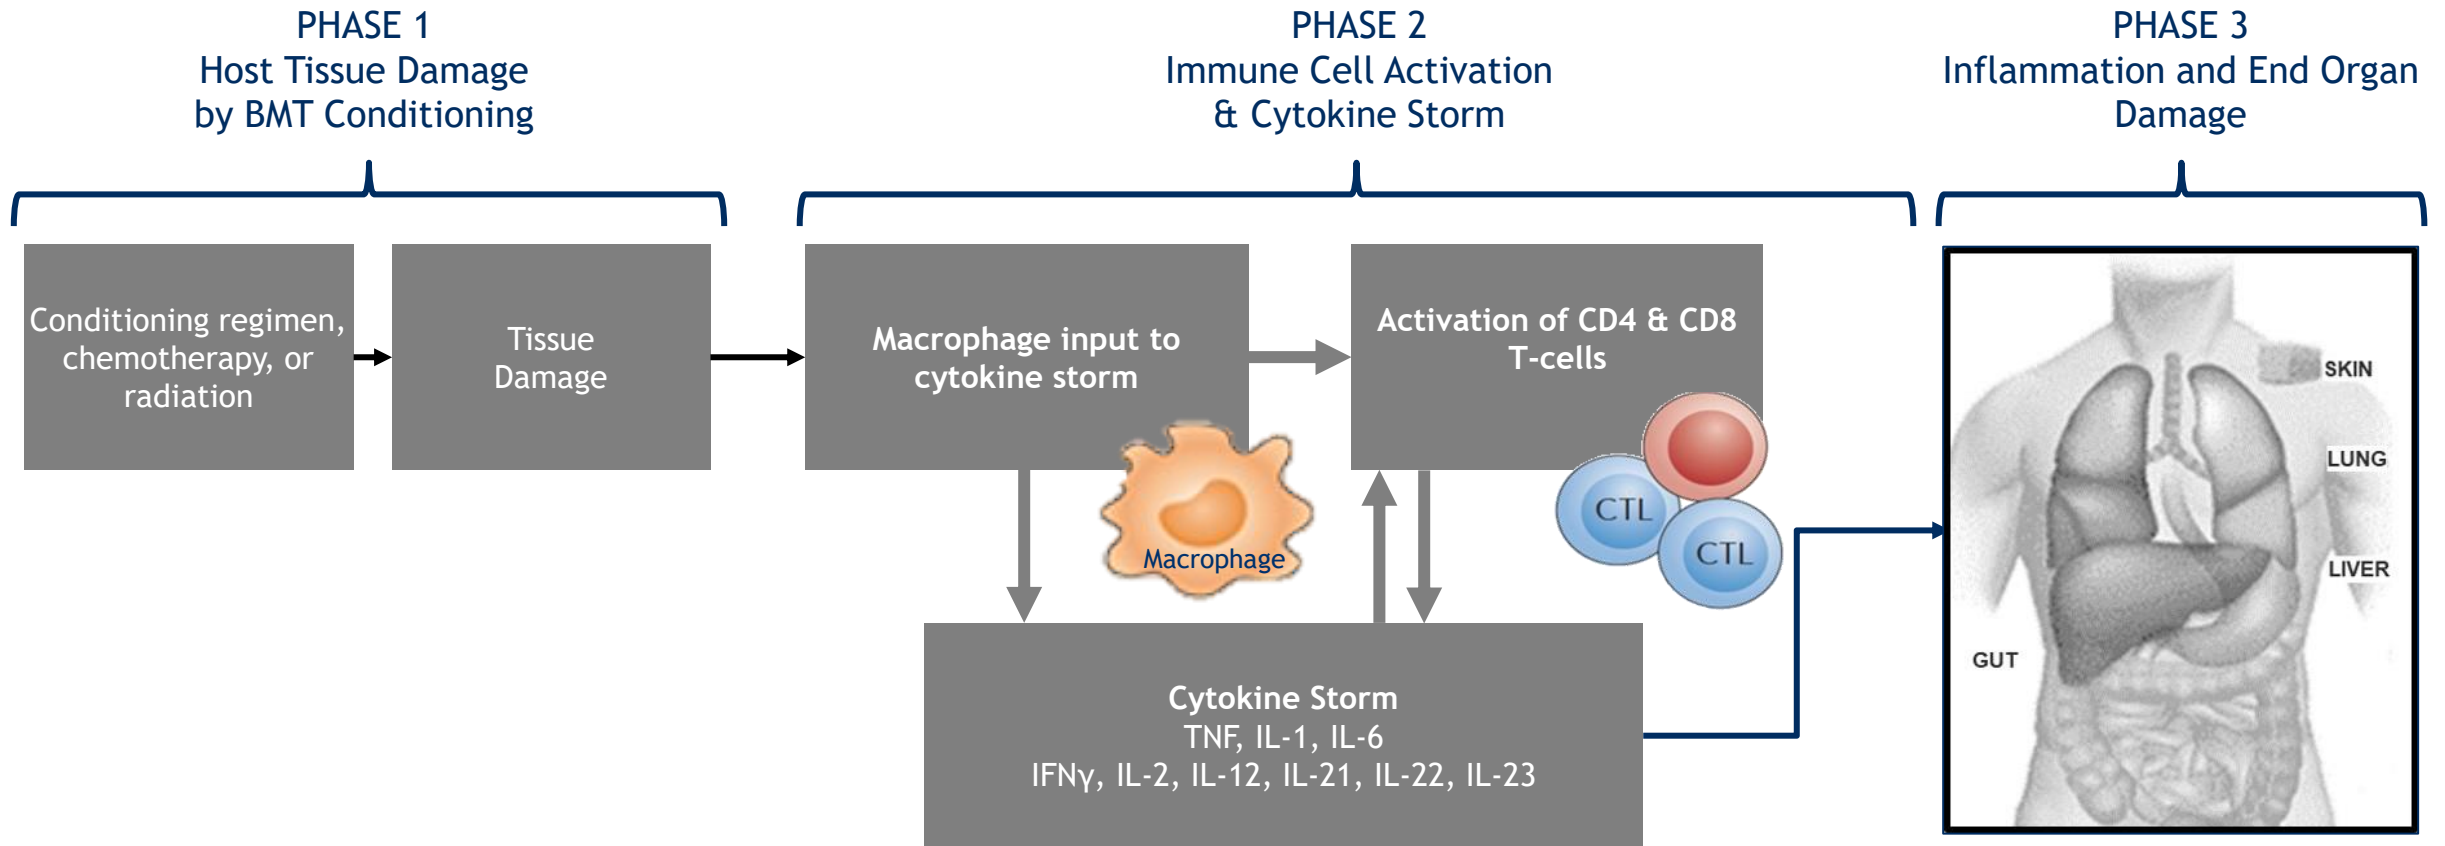 PHASE 1
Host Tissue Damage
by BMT Conditioning
PHASE 2
Immune Cell Activation
& Cytokine Storm
PHASE 3
Inflammation and End Organ
Damage
Conditioning regimen,
chemotherapy, or
radiation
Tissue
Damage
Macrophage input to
cytokine storm
Macrophage
Activation of CD4 & CD8
T-cells
CTL
CTL
Cytokine Storm
TNF, IL-1, IL-6
IFNγ, IL-2, IL-12, IL-21, IL-22, IL-23
SKIN
LUNG
LIVER
GUT